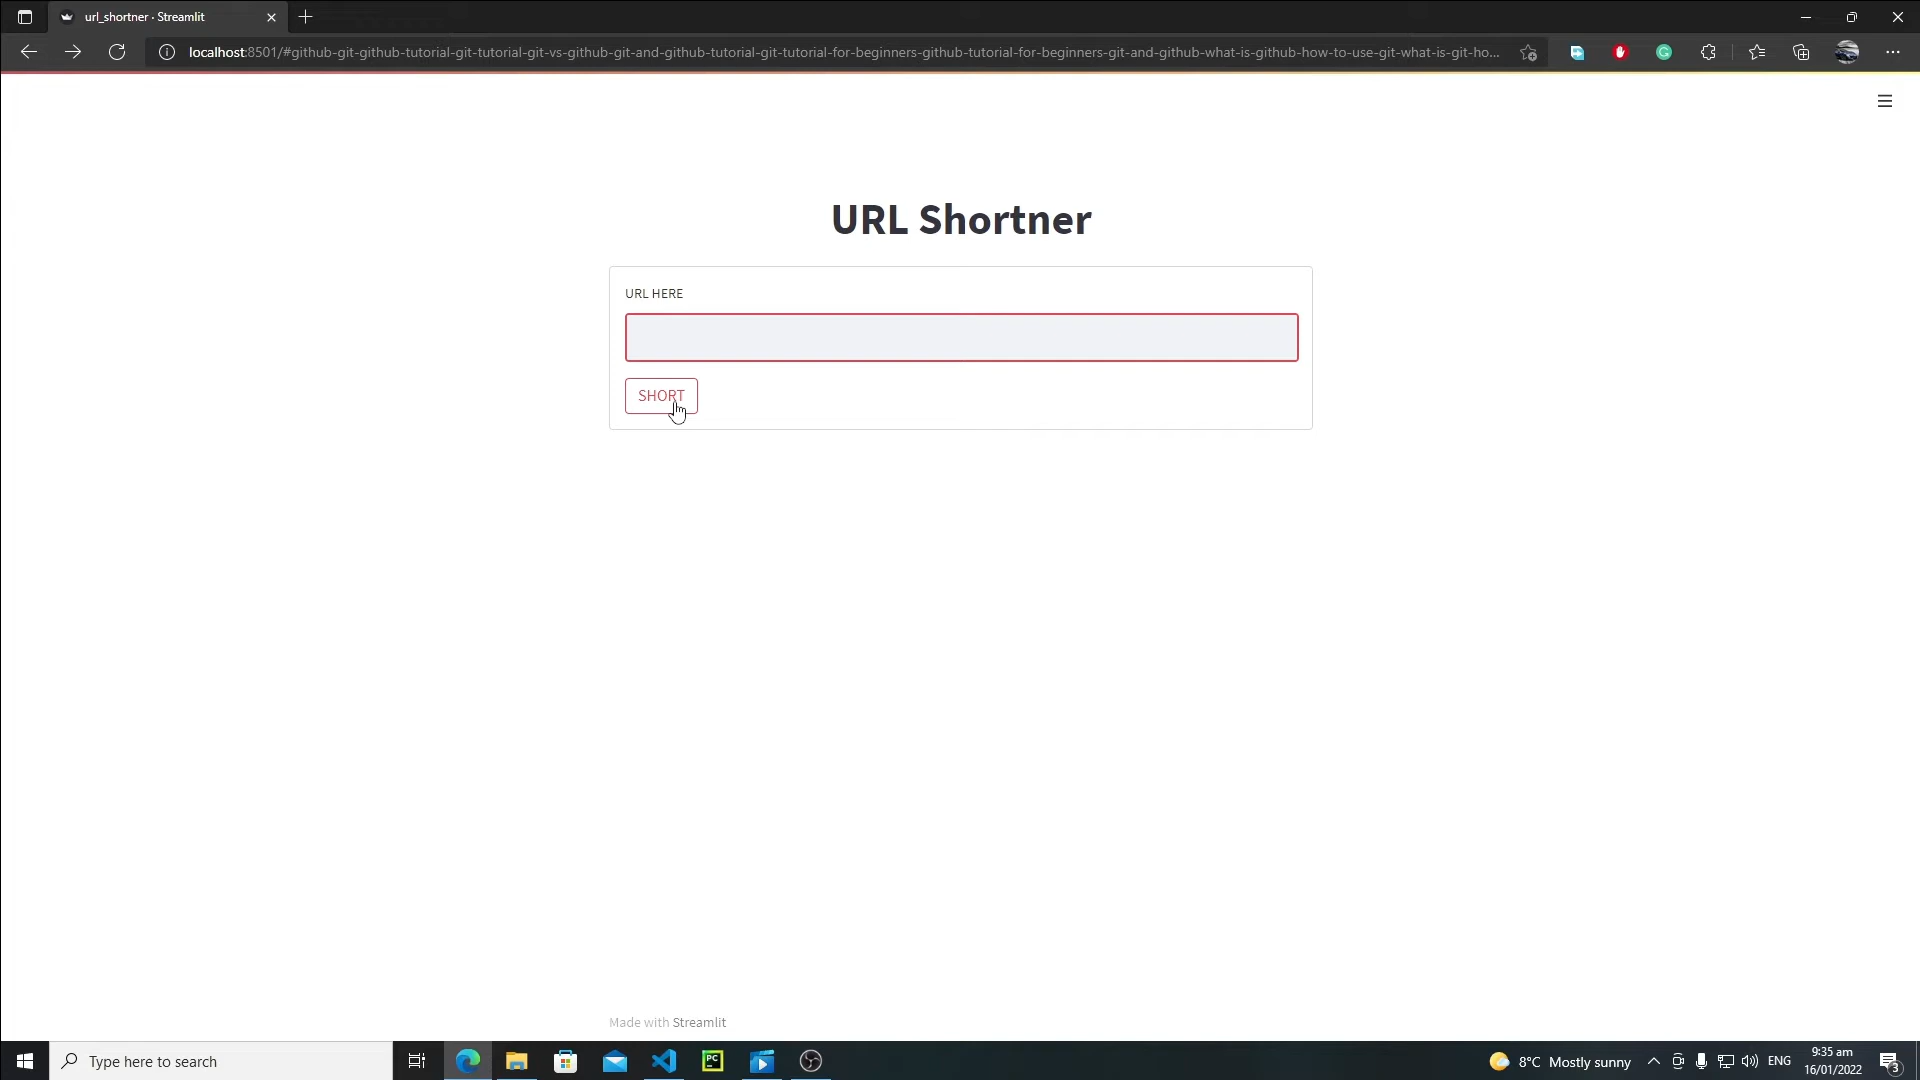 url_shortner · Streamlit
localhost:8501/#github-git-github-tutorial-git-tutorial-git-vs-github-git-and-github-tutorial-git-tutorial-for-beginners-github-tutorial-for-beginners-git-and-github-what-is-github-how-to-use-git-what-is-git-ho...
URL Shortner
URL HERE
SHORT
Made with Streamlit
Type here to search
PC
8°C Mostly sunny
ENG
9:35 am
16/01/2022
3